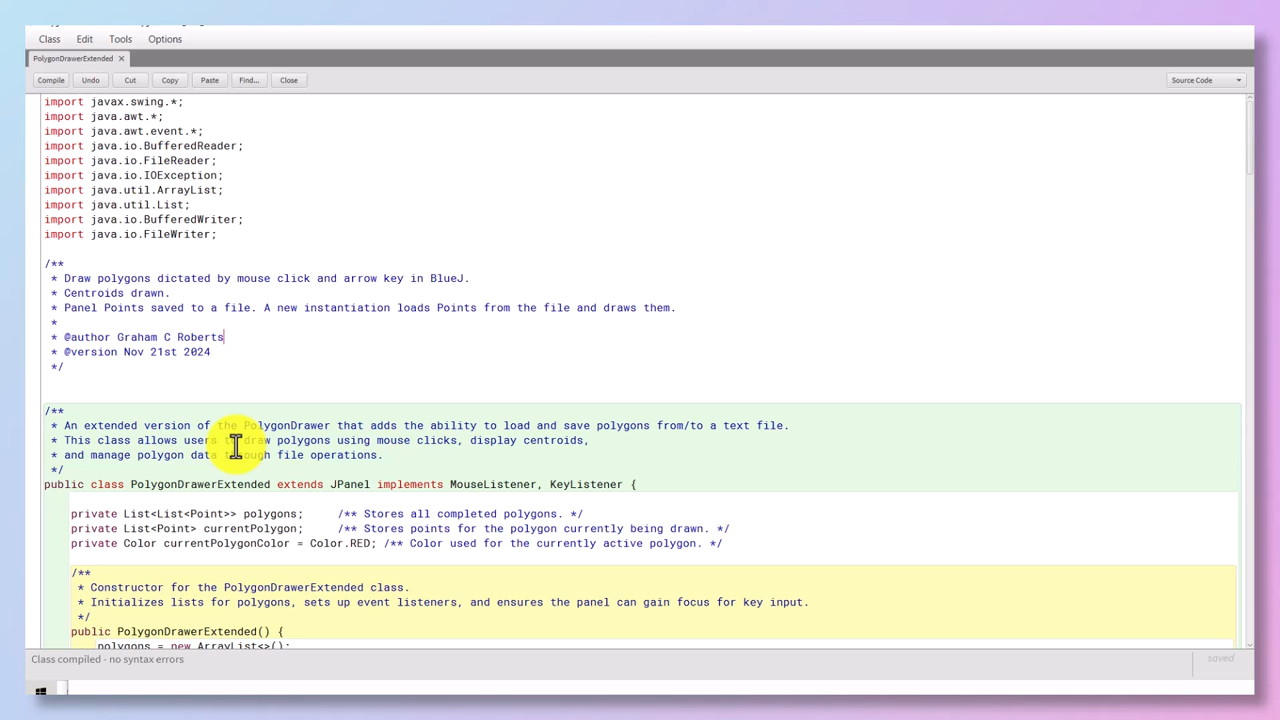 Class Edit Tools Options
PolygonDrawerExtended ×
Compile Undo Cut Copy Paste Find... Close Source Code
import javax.swing.*;
import java.awt.*;
import java.awt.event.*;
import java.io.BufferedReader;
import java.io.FileReader;
import java.io.IOException;
import java.util.ArrayList;
import java.util.List;
import java.io.BufferedWriter;
import java.io.FileWriter;
/**
* Draw polygons dictated by mouse click and arrow key in BlueJ.
* Centroids drawn.
* Panel Points saved to a file. A new instantiation loads Points from the file and draws them.
*
* @author Graham C Roberts
* @version Nov 21st 2024
*/
/**
* An extended version of the PolygonDrawer that adds the ability to load and save polygons from/to a text file.
* This class allows users to draw polygons using mouse clicks, display centroids,
* and manage polygon data through file operations.
*/
public class PolygonDrawerExtended extends JPanel implements MouseListener, KeyListener {
private List<List<Point>> polygons; /** Stores all completed polygons. */
private List<Point> currentPolygon; /** Stores points for the polygon currently being drawn. */
private Color currentPolygonColor = Color.RED; /** Color used for the currently active polygon. */
/**
* Constructor for the PolygonDrawerExtended class.
* Initializes lists for polygons, sets up event listeners, and ensures the panel can gain focus for key input.
*/
public PolygonDrawerExtended() {
polygons = new ArrayList<>();
Class compiled - no syntax errors
saved